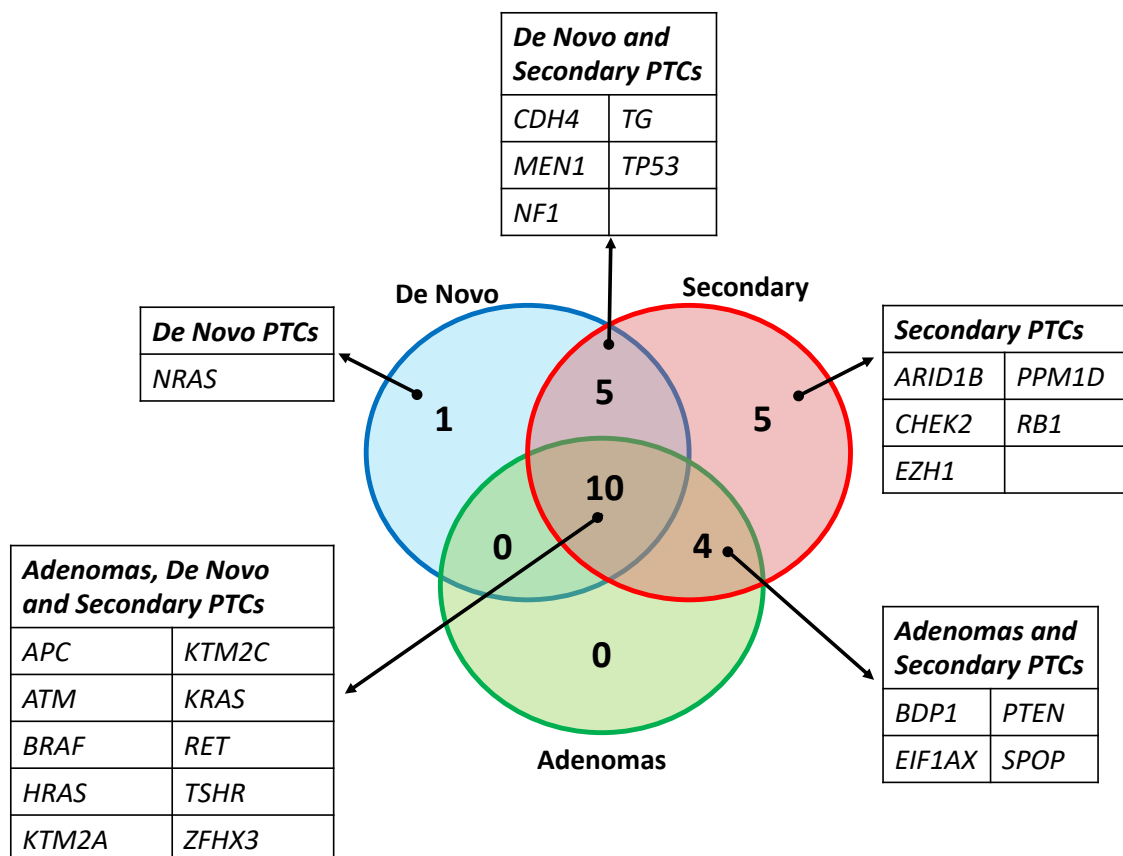 De Novo and
Secondary PTCs
CDH4 TG
MEN1 TP53
NF1
De Novo
Secondary
De Novo PTCs
NRAS
Secondary PTCs
ARID1B PPM1D
CHEK2 RB1
EZH1
1
5
5
10
0
4
0
Adenomas
Adenomas, De Novo
and Secondary PTCs
APC KTM2C
ATM KRAS
BRAF RET
HRAS TSHR
KTM2A ZFHX3
Adenomas and
Secondary PTCs
BDP1 PTEN
EIF1AX SPOP